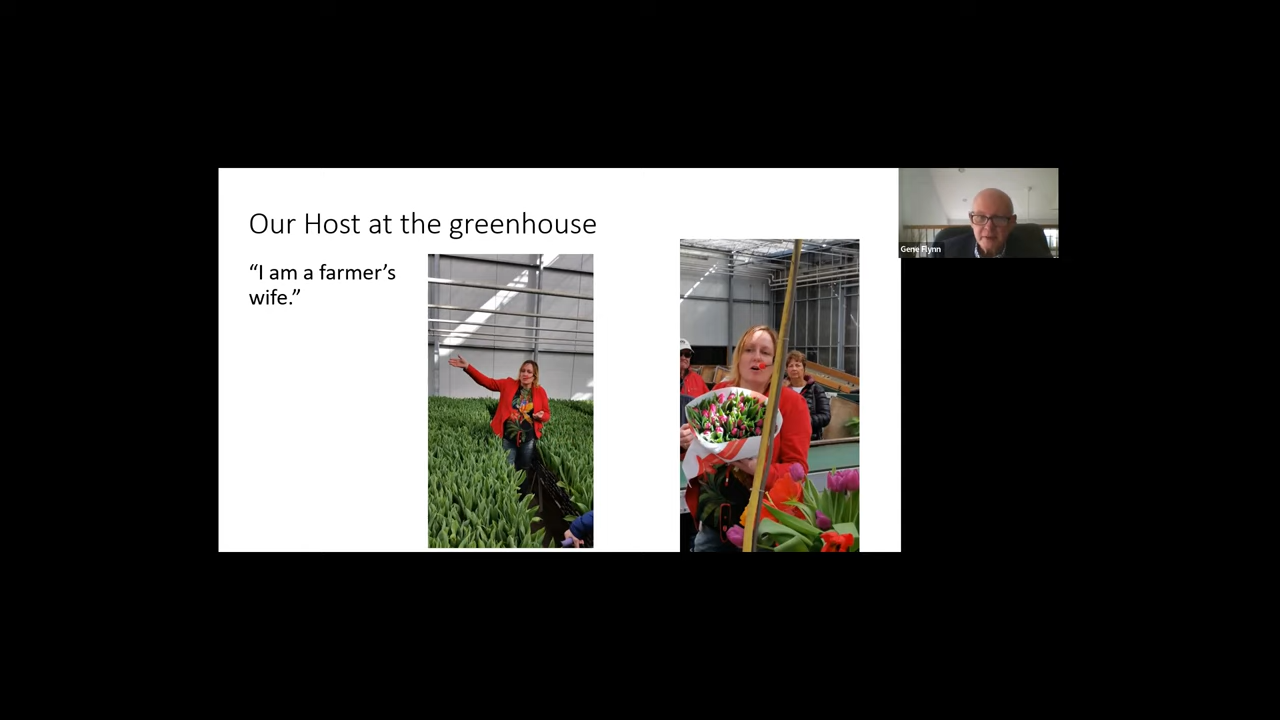 Our Host at the greenhouse
“I am a farmer’s
wife.”
Gene Flynn